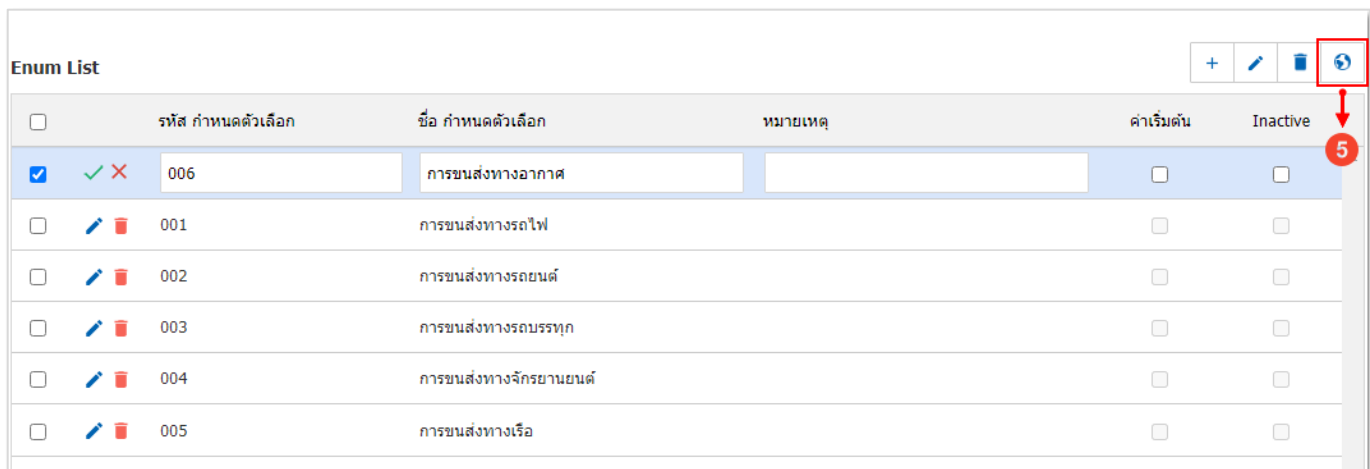 Enum List
รหัส กำหนดตัวเลือก ชื่อ กำหนดตัวเลือก หมายเหตุ ค่าเริ่มต้น Inactive
5
006 การขนส่งทางอากาศ
001 การขนส่งทางรถไฟ
002 การขนส่งทางรถยนต์
003 การขนส่งทางรถบรรทุก
004 การขนส่งทางจักรยานยนต์
005 การขนส่งทางเรือ